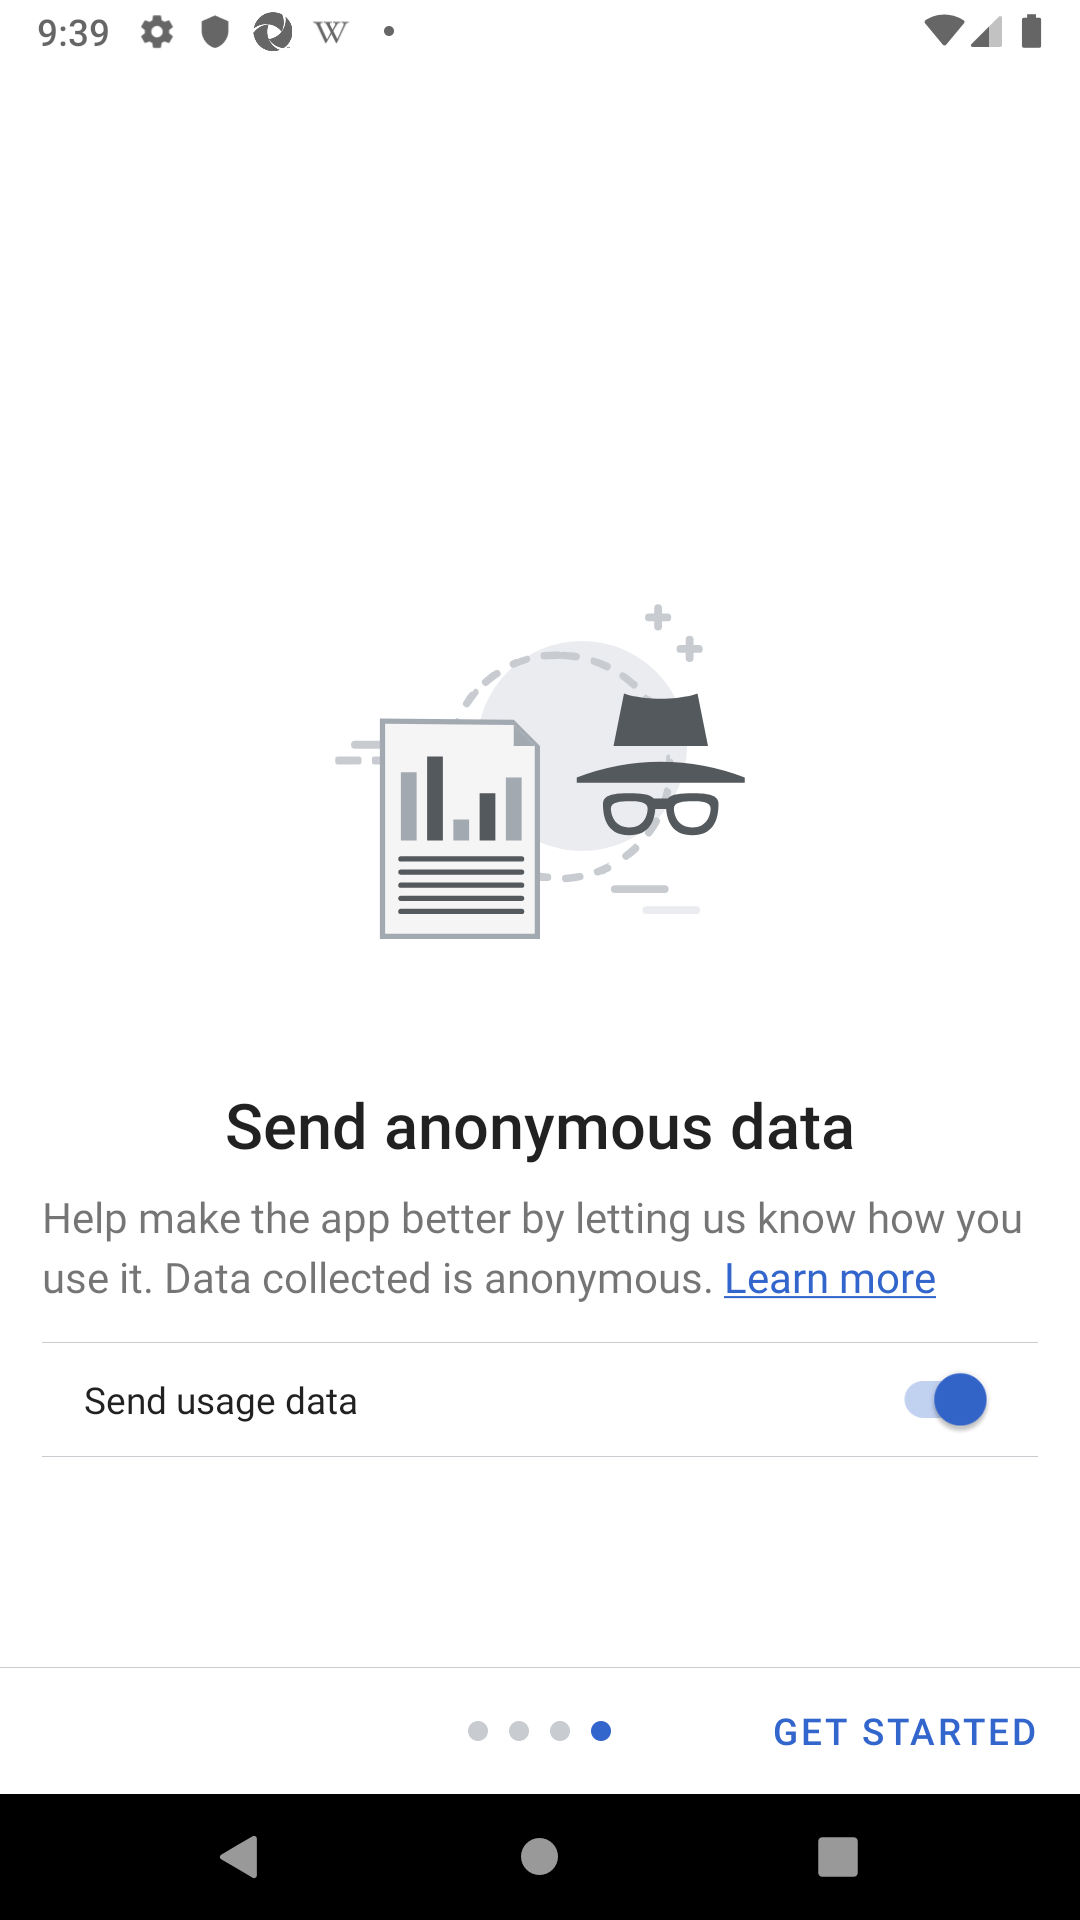 9:39
W
Send anonymous data
Help make the app better by letting us know how you
use it. Data collected is anonymous. Learn more
Send usage data
GET STARTED